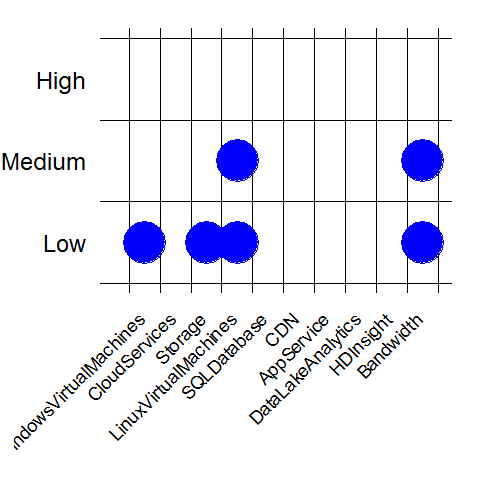 High
Medium
Low
ndowsVirtualMachines
CloudServices
Storage
LinuxVirtualMachines
SQLDatabase
CDN
AppService
DataLakeAnalytics
HDInsight
Bandwidth